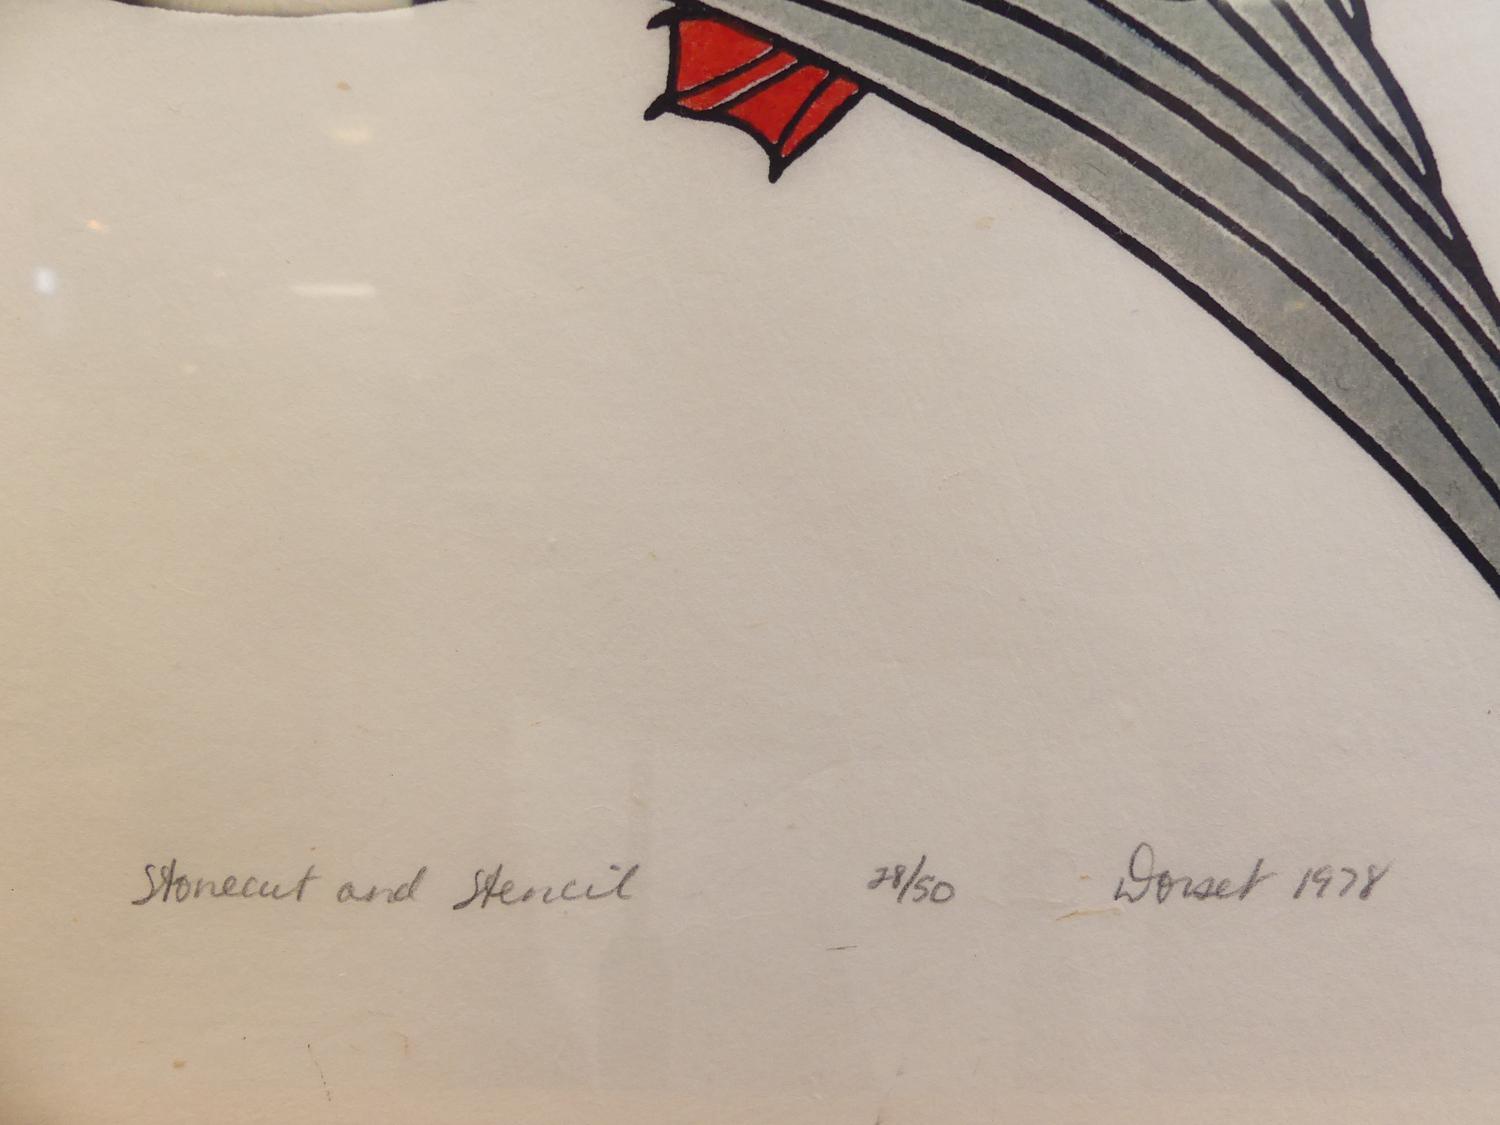 Stonecut and Stencil 28/50 Dorset 1978